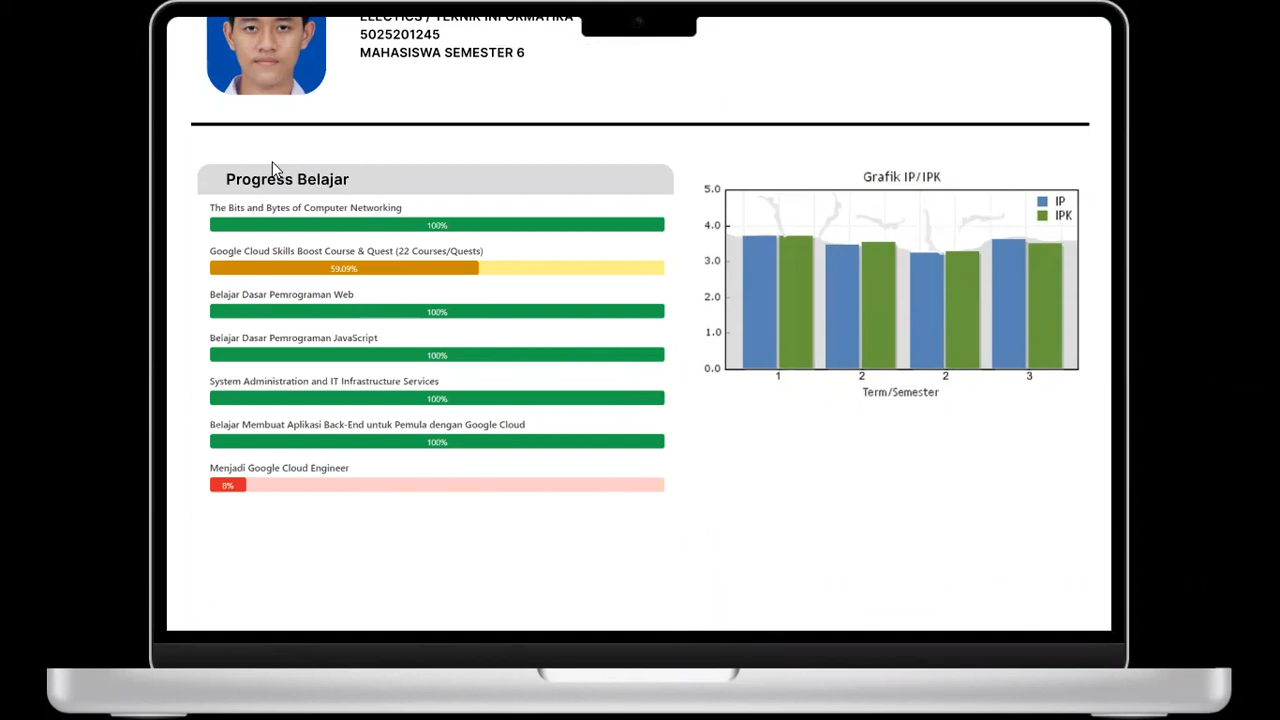 ELECTICS / TEKNIK INFORMATIKA
5025201245
MAHASISWA SEMESTER 6
Progress Belajar
The Bits and Bytes of Computer Networking
100%
Google Cloud Skills Boost Course & Quest (22 Courses/Quests)
59.09%
Belajar Dasar Pemrograman Web
100%
Belajar Dasar Pemrograman JavaScript
100%
System Administration and IT Infrastructure Services
100%
Belajar Membuat Aplikasi Back-End untuk Pemula dengan Google Cloud
100%
Menjadi Google Cloud Engineer
8%
Grafik IP/IPK
5.0
4.0
3.0
2.0
1.0
0.0
IP
IPK
1 2 2 3
Term/Semester